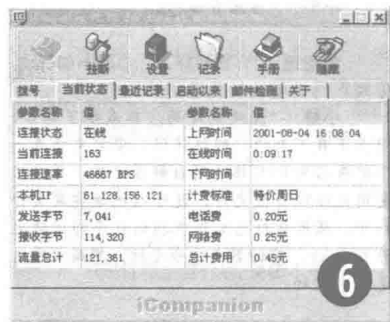 挂断 设置 记录 手册 隐藏
拨号 当前状态 最近记录 启动以来 邮件检测 关于
参数名称 值 参数名称 值
连接状态 在线 上网时间 2001-08-04 16:08:04
当前连接 163 在线时间 0:09:17
连接速率 46667 BPS 下网时间
本机IP 61.128.156.121 计费标准 特价周日
发送字节 7,041 电话费 0.20元
接收字节 114,320 网络费 0.25元
流量总计 121,361 总计费用 0.45元
iCompanion
6